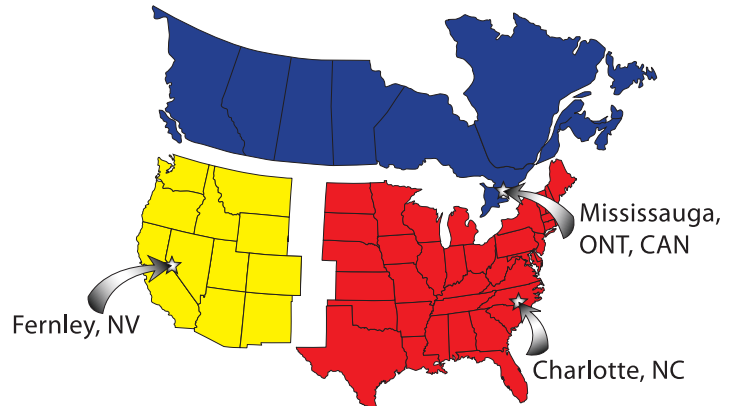 Mississauga,
ONT, CAN
Fernley, NV
Charlotte, NC